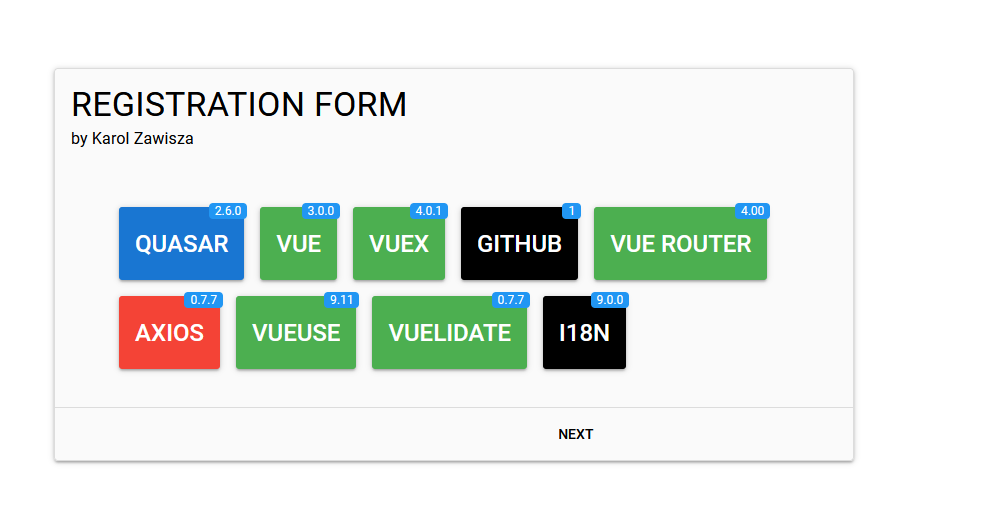 REGISTRATION FORM
by Karol Zawisza
2.6.0 3.0.0 4.0.1 1 4.00
QUASAR VUE VUEX GITHUB VUE ROUTER
0.7.7 9.11 0.7.7 9.0.0
AXIOS VUEUSE VUELIDATE I18N
NEXT